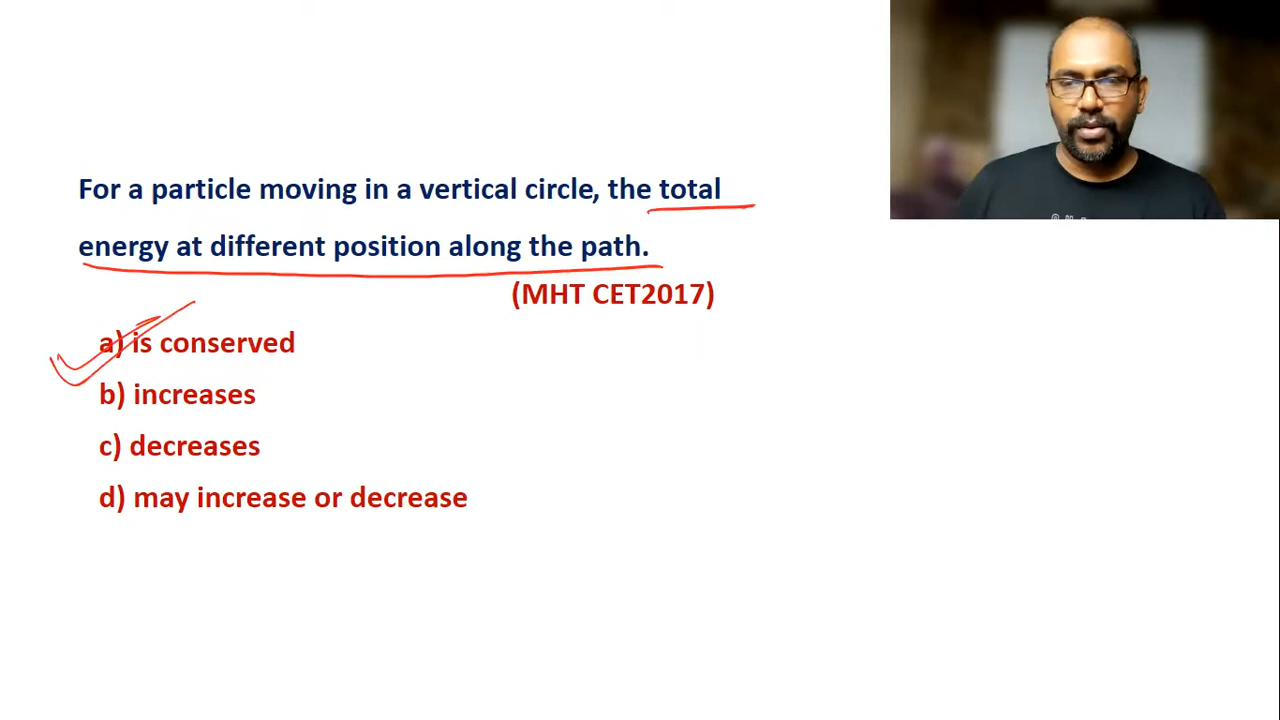 For a particle moving in a vertical circle, the total
energy at different position along the path.
(MHT CET2017)
a) is conserved
b) increases
c) decreases
d) may increase or decrease